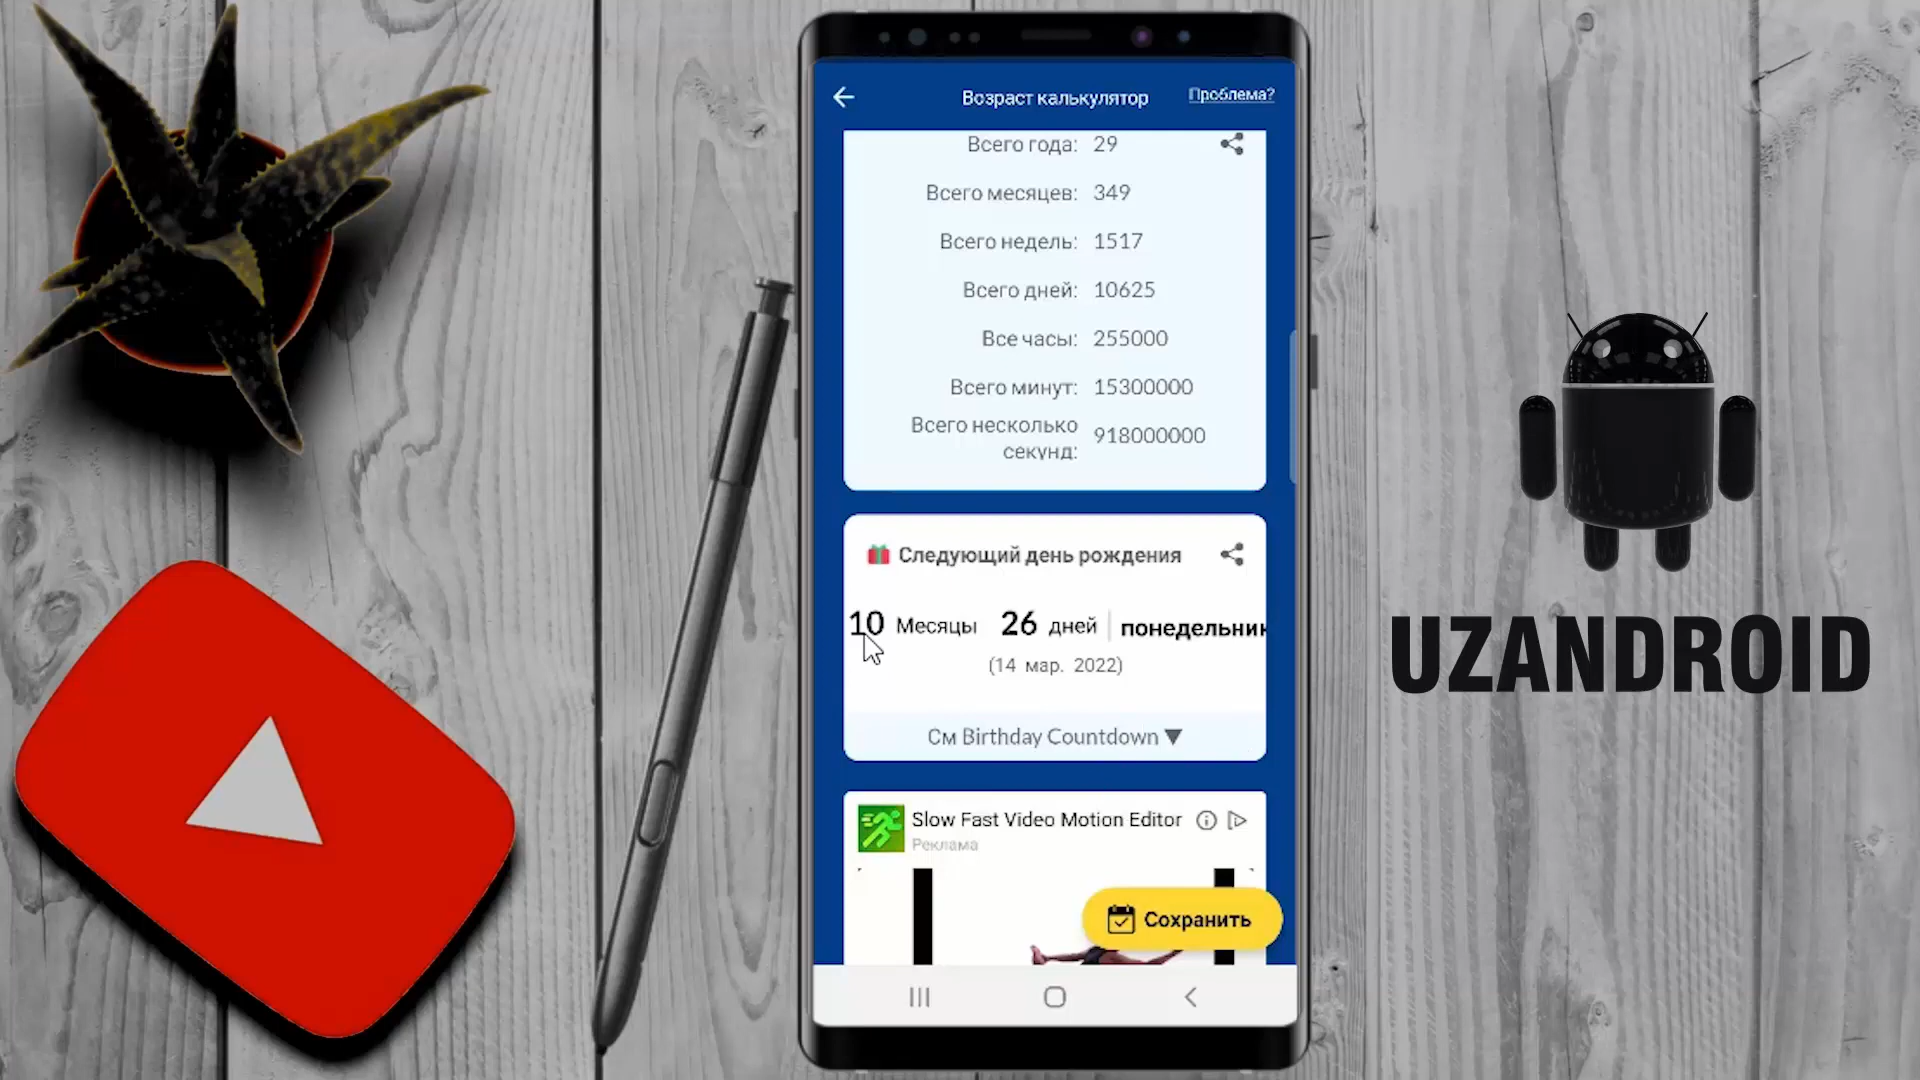 Возраст калькулятор
Проблема?
Всего года: 29
Всего месяцев: 349
Всего недель: 1517
Всего дней: 10625
Все часы: 255000
Всего минут: 15300000
Всего несколько
секунд: 918000000
Следующий день рождения
10 Месяцы 26 дней понедельник
(14 мар. 2022)
См Birthday Countdown ▼
Slow Fast Video Motion Editor
Реклама
Сохранить
UZANDROID